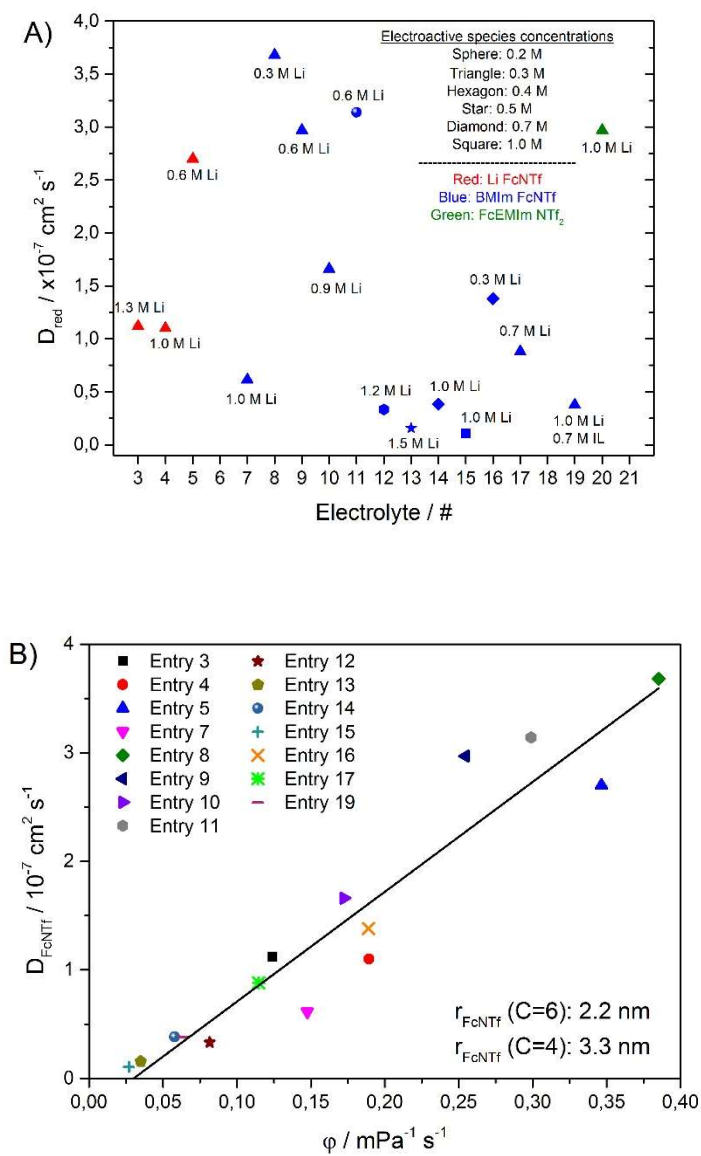 A)
Electroactive species concentrations
Sphere: 0.2 M
Triangle: 0.3 M
Hexagon: 0.4 M
Star: 0.5 M
Diamond: 0.7 M
Square: 1.0 M
Red: Li FcNTf
Blue: BMIm FcNTf
Green: FcEMIm NTf₂
D_red / x10⁻⁷ cm² s⁻¹
4,0
3,5
3,0
2,5
2,0
1,5
1,0
0,5
0,0
0.3 M Li
0.6 M Li
0.6 M Li
1.0 M Li
0.6 M Li
0.9 M Li
0.3 M Li
1.3 M Li
1.0 M Li
0.7 M Li
1.0 M Li
1.2 M Li
1.0 M Li
1.0 M Li
1.5 M Li
1.0 M Li
0.7 M IL
3 4 5 6 7 8 9 10 11 12 13 14 15 16 17 18 19 20 21
Electrolyte / #
B)
D_FcNTf / 10⁻⁷ cm² s⁻¹
4
3
2
1
0
Entry 3 Entry 12
Entry 4 Entry 13
Entry 5 Entry 14
Entry 7 Entry 15
Entry 8 Entry 16
Entry 9 Entry 17
Entry 10 Entry 19
Entry 11
r_FcNTf (C=6): 2.2 nm
r_FcNTf (C=4): 3.3 nm
0,00 0,05 0,10 0,15 0,20 0,25 0,30 0,35 0,40
φ / mPa⁻¹ s⁻¹